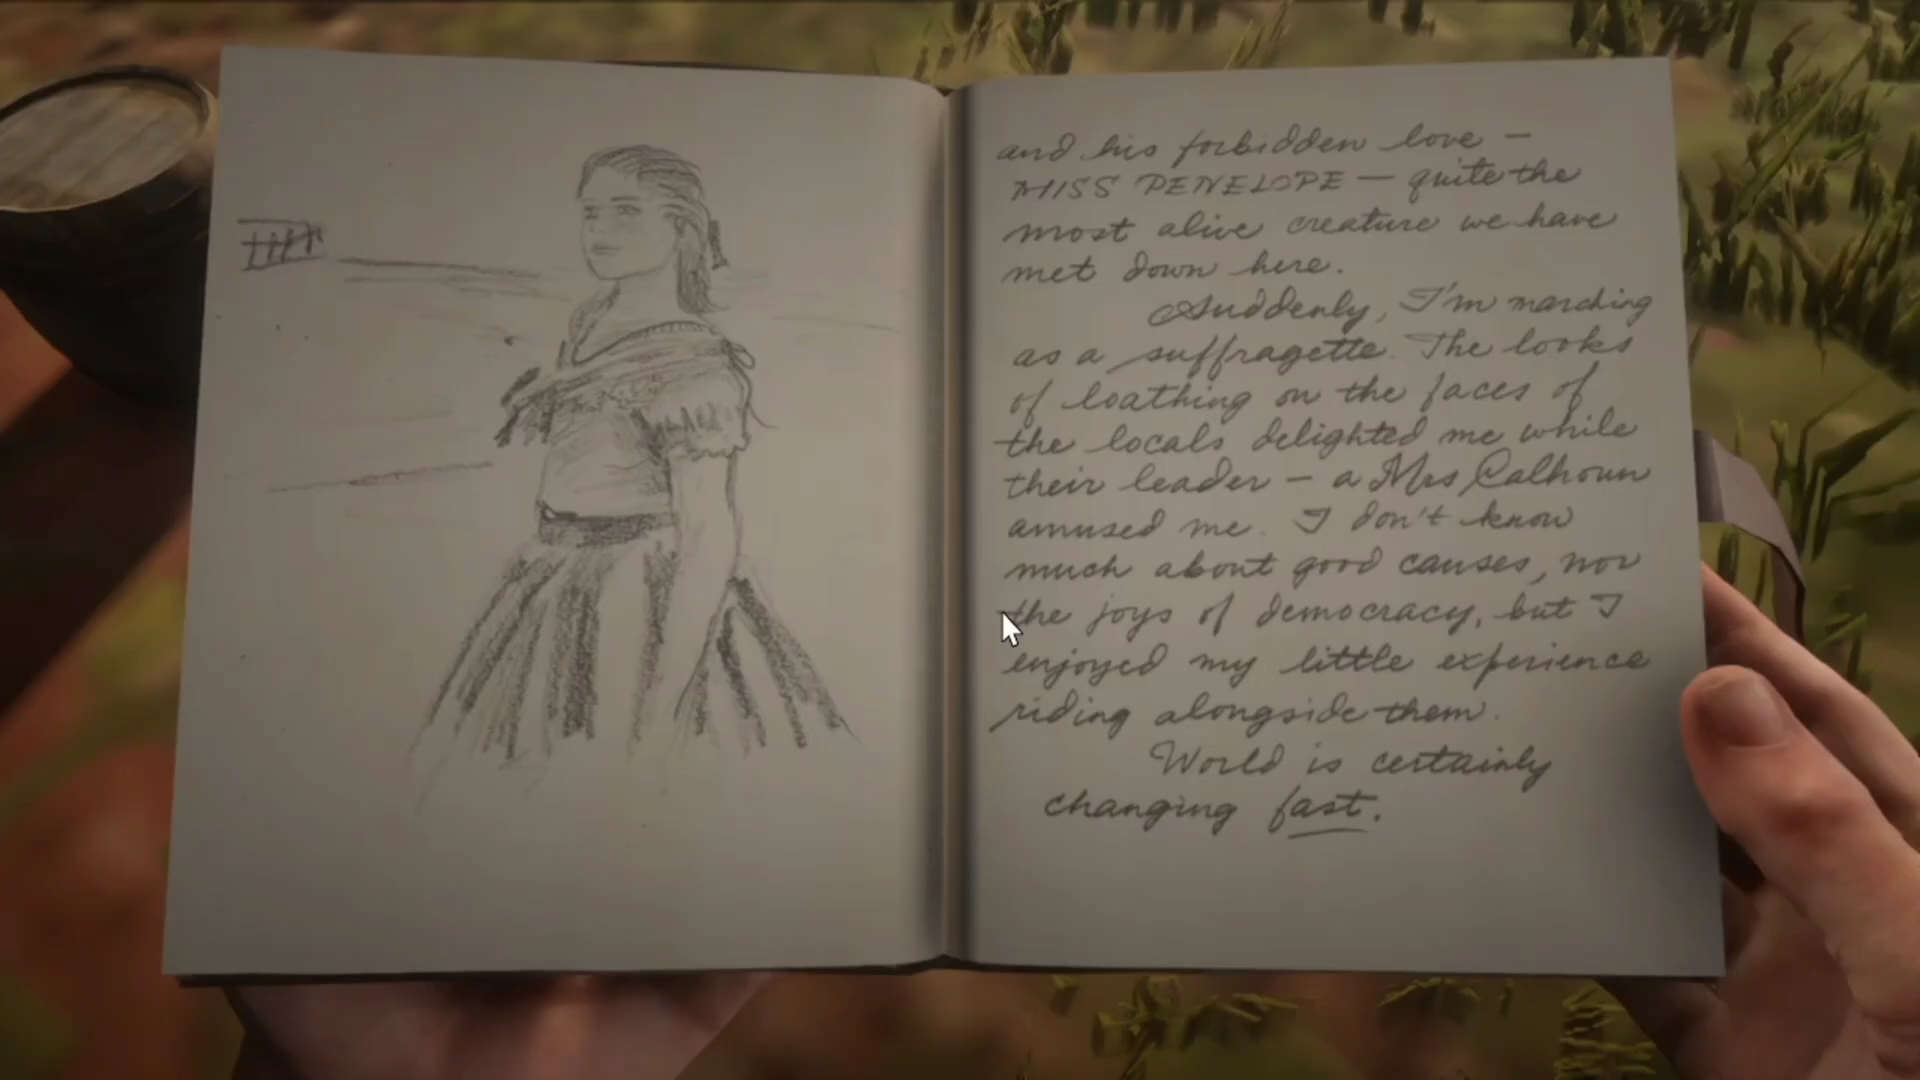 and his forbidden love —
MISS PENELOPE — quite the
most alive creature we have
met down here.
Suddenly, I'm marching
as a suffragette. The looks
of loathing on the faces of
the locals delighted me while
their leader — a Mrs Calhoun
amused me. I don't know
much about good causes, nor
the joys of democracy, but I
enjoyed my little experience
riding alongside them.
World is certainly
changing fast.